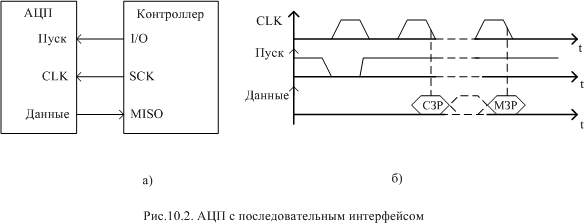 АЦП Контроллер
Пуск I/O
CLK SCK
Данные MISO
а)
CLK
t
Пуск
t
Данные
СЗР МЗР
t
б)
Рис.10.2. АЦП с последовательным интерфейсом